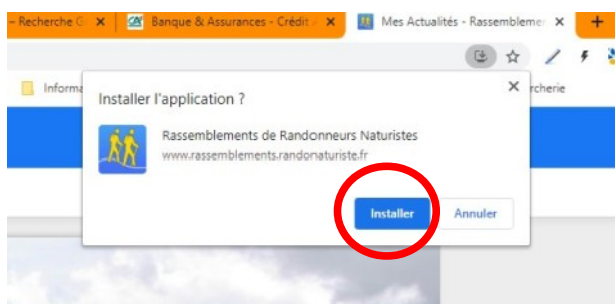 – Recherche G
Banque & Assurances - Crédit
Mes Actualités - Rassembleme
Informa
rcherie
Installer l'application ?
Rassemblements de Randonneurs Naturistes
www.rassemblements.randonaturiste.fr
Installer
Annuler